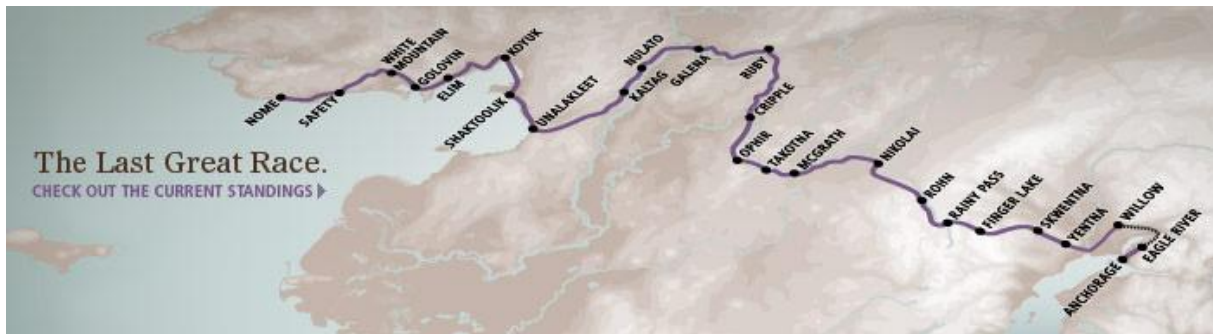 The Last Great Race.
CHECK OUT THE CURRENT STANDINGS
NOME
SAFETY
WHITE
MOUNTAIN
GOLOVIN
ELIM
KOYUK
SHAKTOOLIK
UNALAKLEET
KALTAG
NULATO
GALENA
RUBY
CRIPPLE
OPHIR
TAKOTNA
MCGRATH
NIKOLAI
ROHN
RAINY PASS
FINGER LAKE
SKWENTNA
YENTNA
WILLOW
EAGLE RIVER
ANCHORAGE